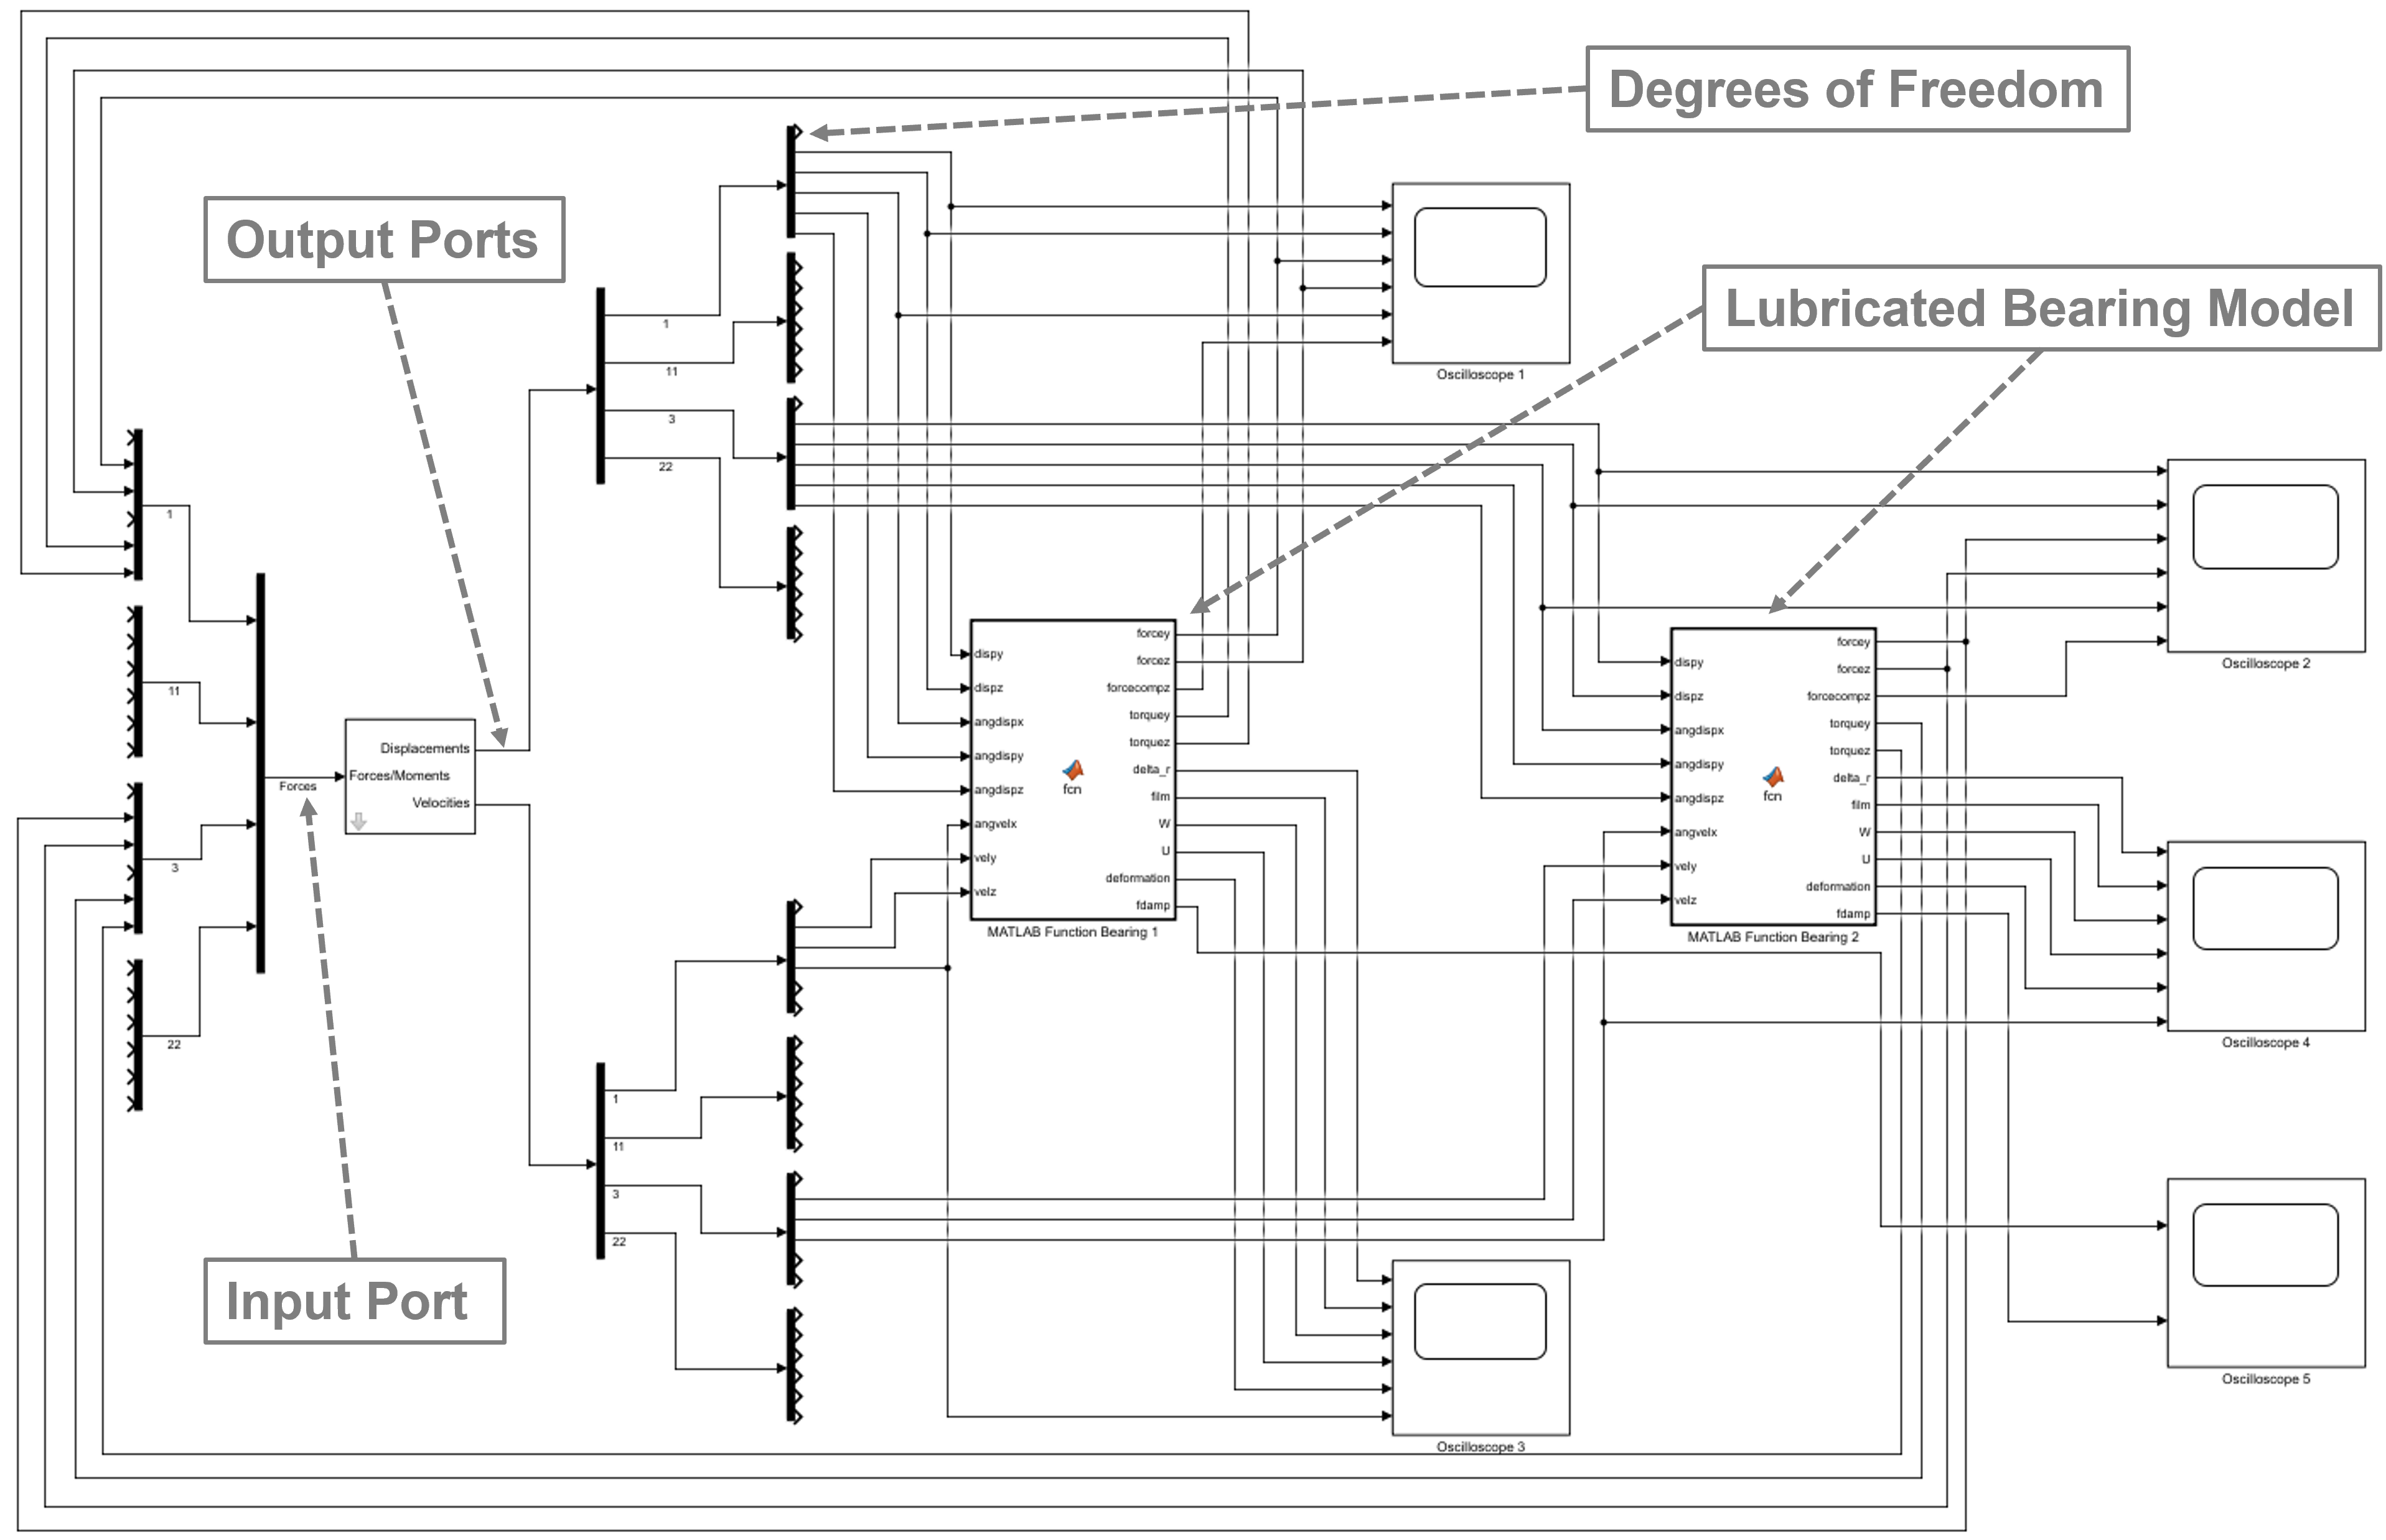 Degrees of Freedom
Output Ports
Lubricated Bearing Model
Oscilloscope 1
1
11
3
22
1
11
3
22
Forces
Displacements
Forces/Moments
Velocities
Input Port
dispy
dispz
angdispx
angdispy
angdispz
angvelx
vely
velz
forcey
forcez
forcecompz
torquey
torquez
delta_r
film
W
U
deformation
fdamp
fcn
MATLAB Function Bearing 1
dispy
dispz
angdispx
angdispy
angdispz
angvelx
vely
velz
forcey
forcez
forcecompz
torquey
torquez
delta_r
film
W
U
deformation
fdamp
fcn
MATLAB Function Bearing 2
Oscilloscope 2
Oscilloscope 4
1
11
3
22
Oscilloscope 5
Oscilloscope 3